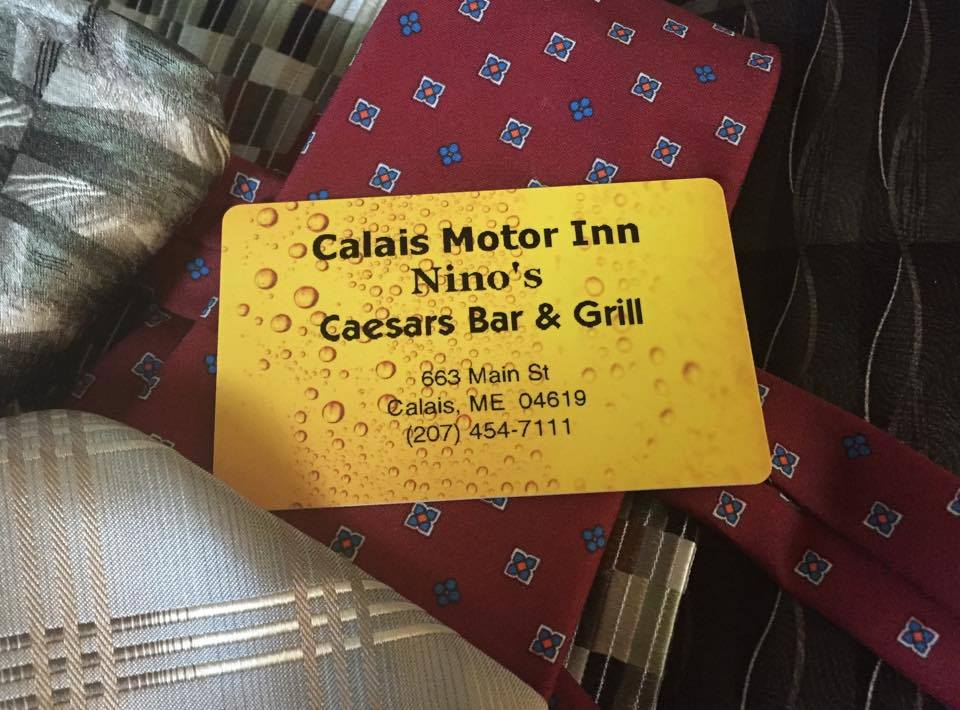 Calais Motor Inn
Nino's
Caesars Bar & Grill
663 Main St
Calais, ME 04619
(207) 454-7111